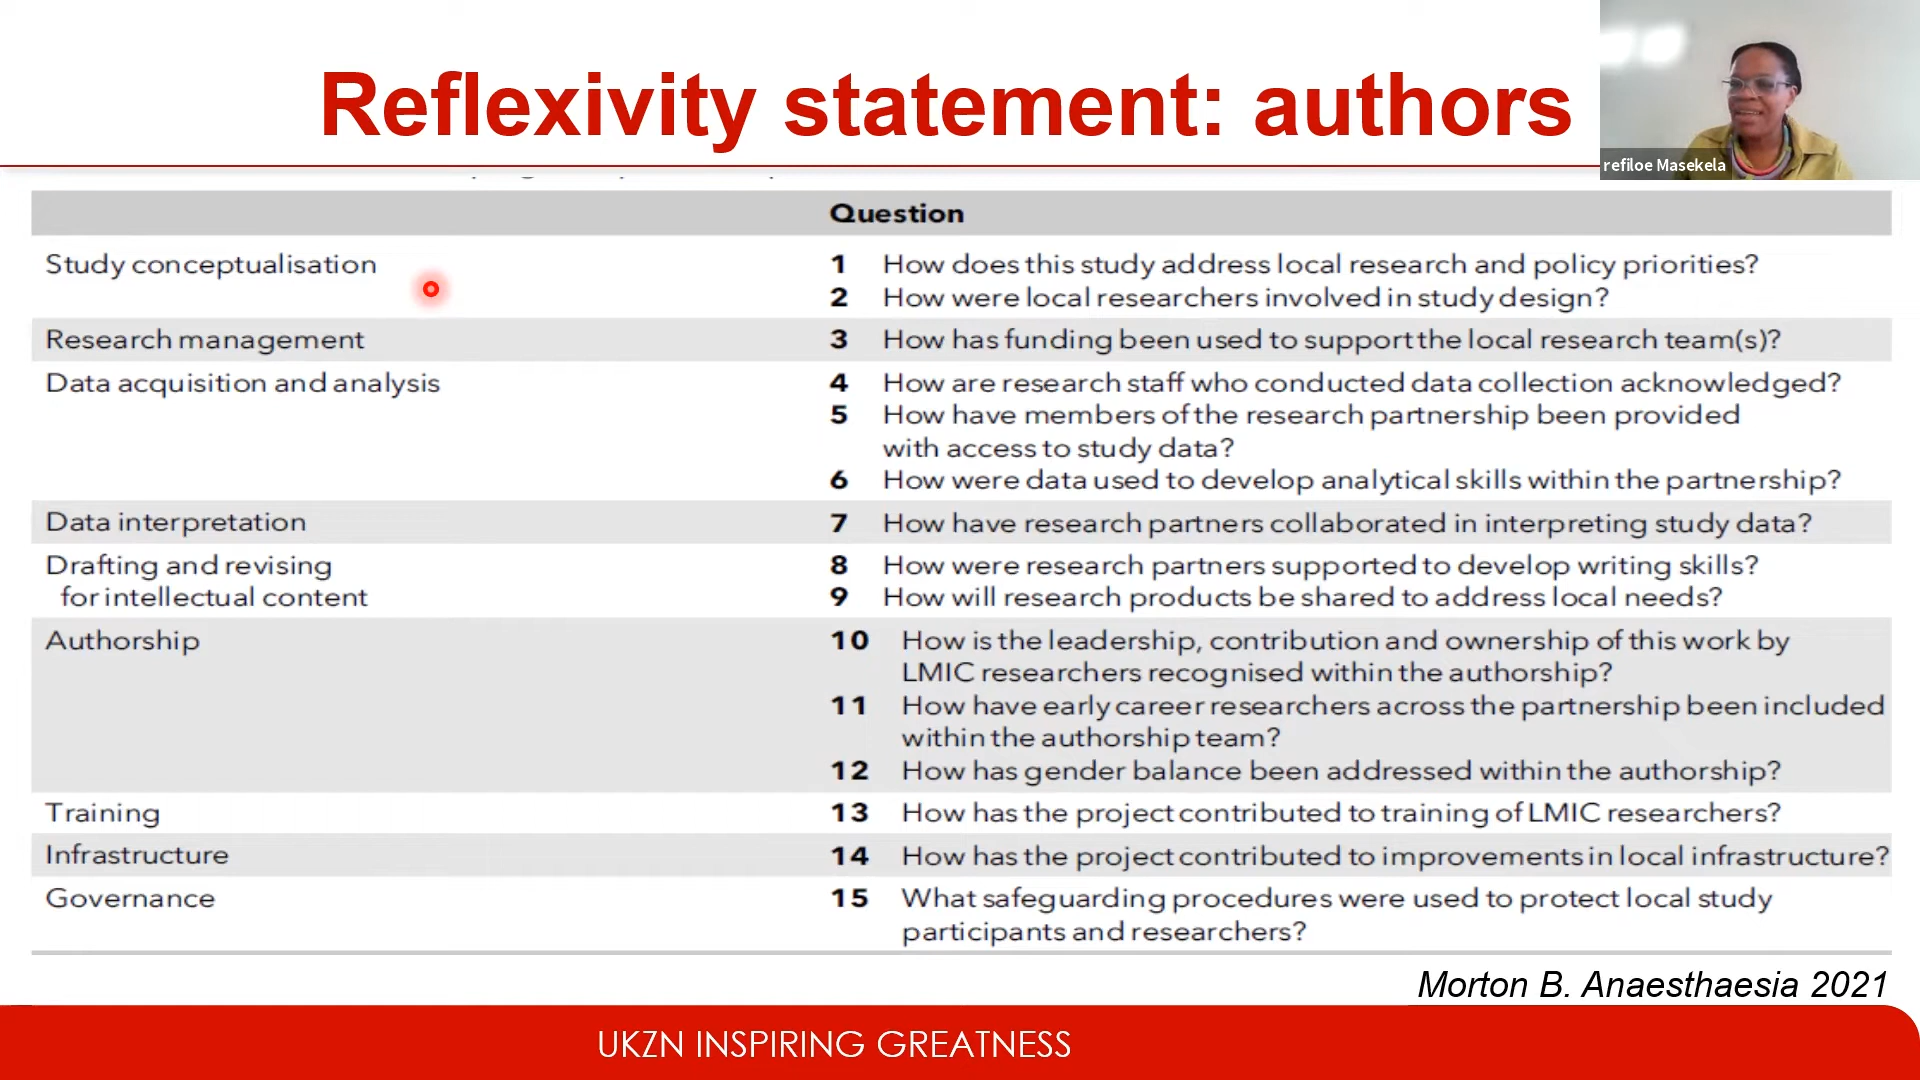 Reflexivity statement: authors
refiloe Masekela
Question
Study conceptualisation
1 How does this study address local research and policy priorities?
2 How were local researchers involved in study design?
Research management
3 How has funding been used to support the local research team(s)?
Data acquisition and analysis
4 How are research staff who conducted data collection acknowledged?
5 How have members of the research partnership been provided
with access to study data?
6 How were data used to develop analytical skills within the partnership?
Data interpretation
7 How have research partners collaborated in interpreting study data?
Drafting and revising
for intellectual content
8 How were research partners supported to develop writing skills?
9 How will research products be shared to address local needs?
Authorship
10 How is the leadership, contribution and ownership of this work by
LMIC researchers recognised within the authorship?
11 How have early career researchers across the partnership been included
within the authorship team?
12 How has gender balance been addressed within the authorship?
Training
13 How has the project contributed to training of LMIC researchers?
Infrastructure
14 How has the project contributed to improvements in local infrastructure?
Governance
15 What safeguarding procedures were used to protect local study
participants and researchers?
Morton B. Anaesthaesia 2021
UKZN INSPIRING GREATNESS